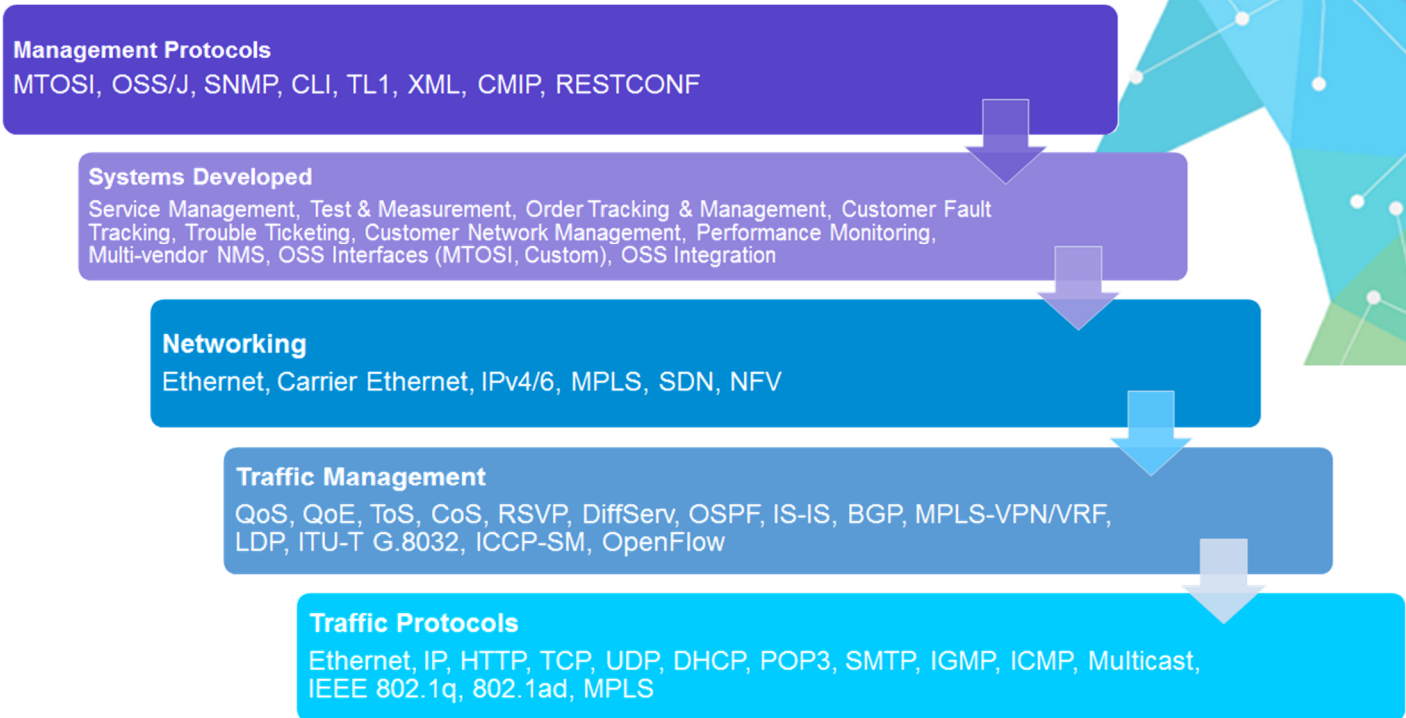 Management Protocols
MTOSI, OSS/J, SNMP, CLI, TL1, XML, CMIP, RESTCONF
Systems Developed
Service Management, Test & Measurement, Order Tracking & Management, Customer Fault
Tracking, Trouble Ticketing, Customer Network Management, Performance Monitoring,
Multi-vendor NMS, OSS Interfaces (MTOSI, Custom), OSS Integration
Networking
Ethernet, Carrier Ethernet, IPv4/6, MPLS, SDN, NFV
Traffic Management
QoS, QoE, ToS, CoS, RSVP, DiffServ, OSPF, IS-IS, BGP, MPLS-VPN/VRF,
LDP, ITU-T G.8032, ICCP-SM, OpenFlow
Traffic Protocols
Ethernet, IP, HTTP, TCP, UDP, DHCP, POP3, SMTP, IGMP, ICMP, Multicast,
IEEE 802.1q, 802.1ad, MPLS